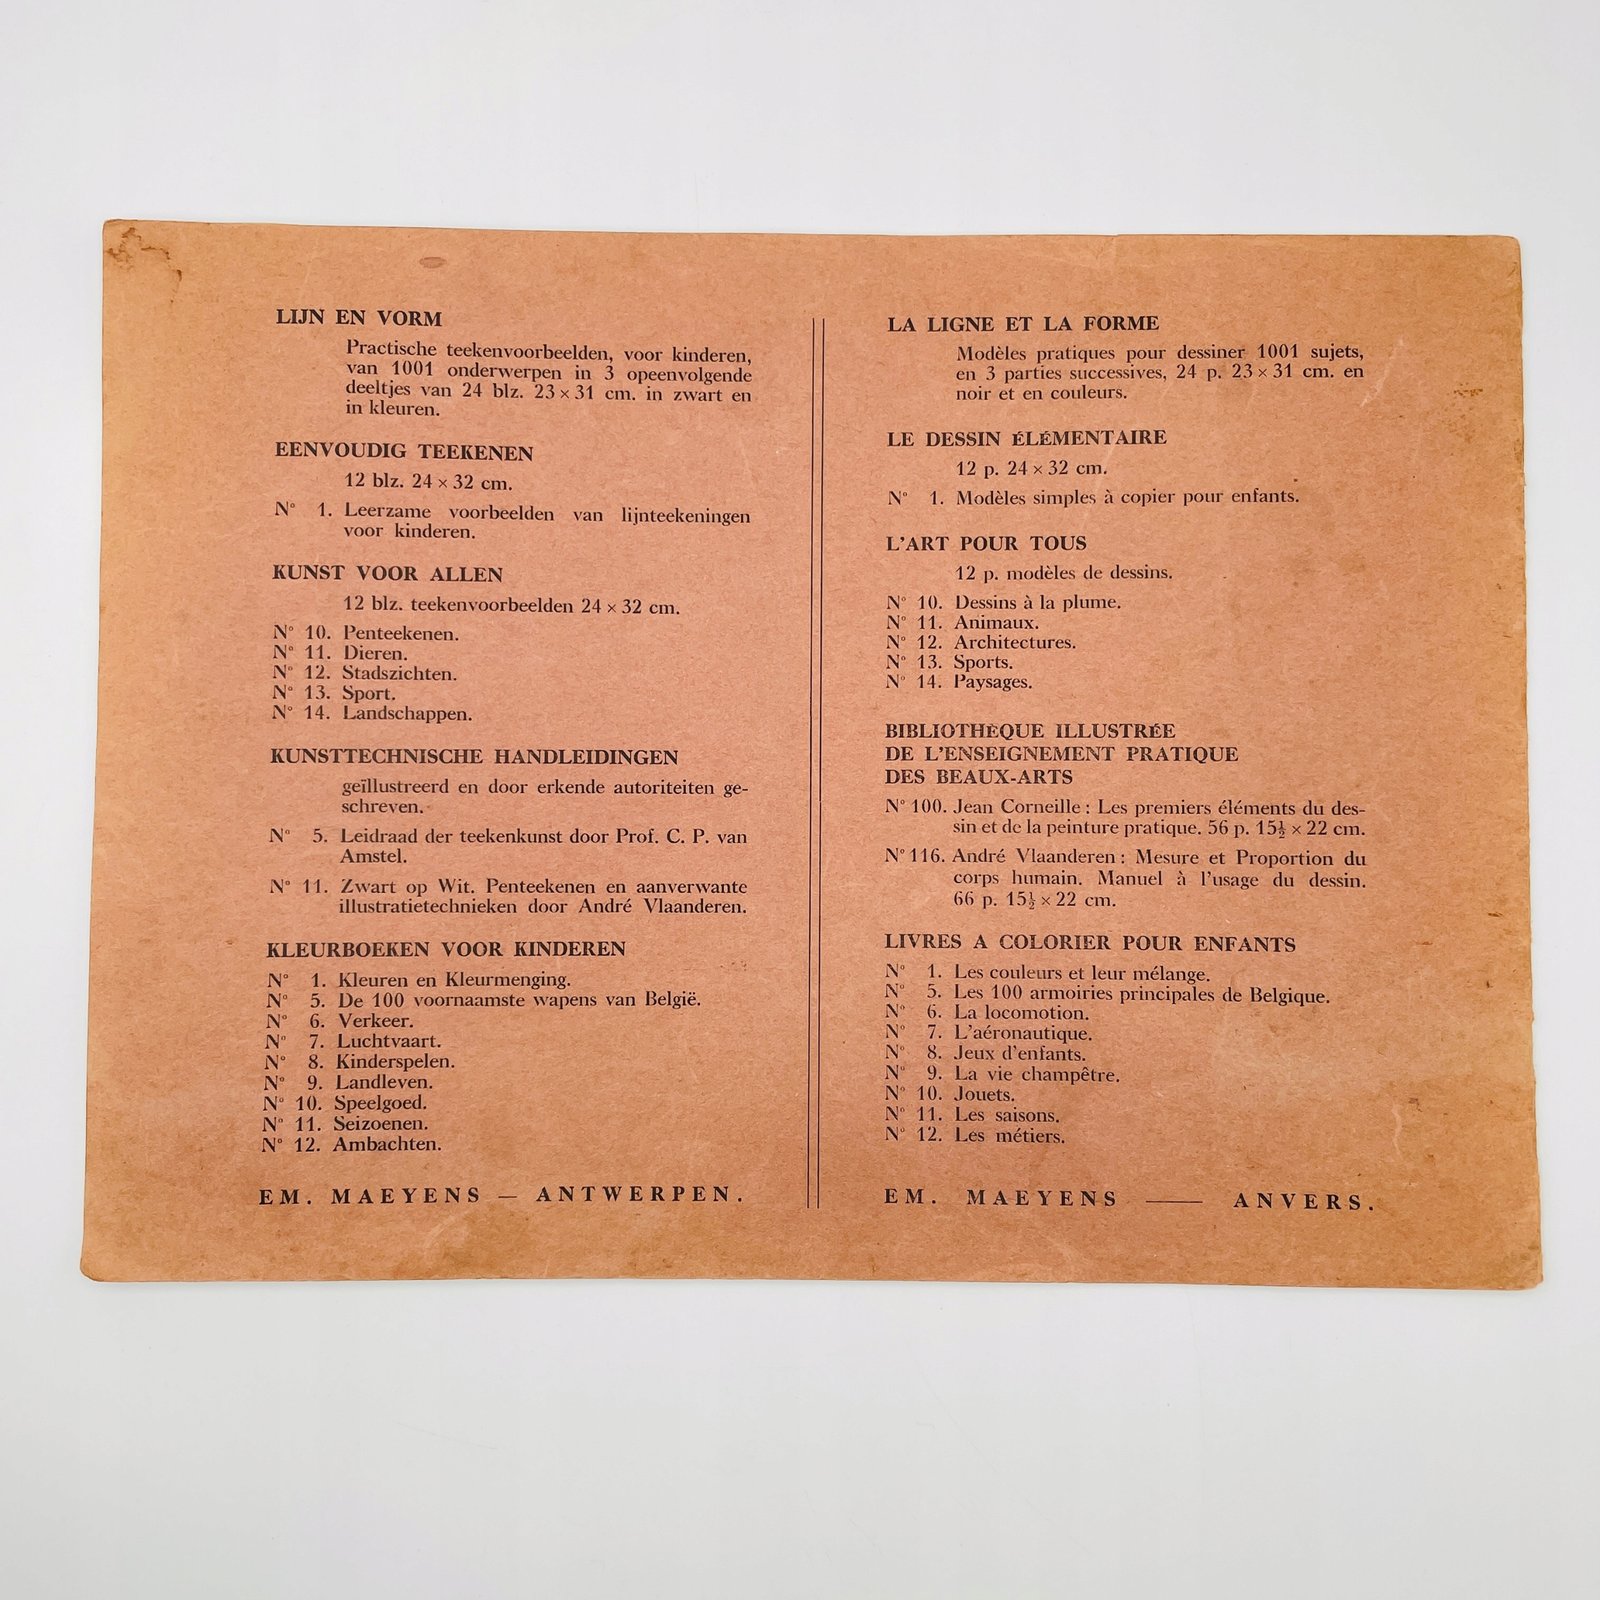 LIJN EN VORM
Practische teekenvoorbeelden, voor kinderen,
van 1001 onderwerpen in 3 opeenvolgende
deeltjes van 24 blz. 23 × 31 cm. in zwart en
in kleuren.
EENVOUDIG TEEKENEN
12 blz. 24 × 32 cm.
N° 1. Leerzame voorbeelden van lijnteekeningen
voor kinderen.
KUNST VOOR ALLEN
12 blz. teekenvoorbeelden 24 × 32 cm.
N° 10. Penteekenen.
N° 11. Dieren.
N° 12. Stadszichten.
N° 13. Sport.
N° 14. Landschappen.
KUNSTTECHNISCHE HANDLEIDINGEN
geïllustreerd en door erkende autoriteiten ge-
schreven.
N° 5. Leidraad der teekenkunst door Prof. C. P. van
Amstel.
N° 11. Zwart op Wit. Penteekenen en aanverwante
illustratietechnieken door André Vlaanderen.
KLEURBOEKEN VOOR KINDEREN
N° 1. Kleuren en Kleurmenging.
N° 5. De 100 voornaamste wapens van België.
N° 6. Verkeer.
N° 7. Luchtvaart.
N° 8. Kinderspelen.
N° 9. Landleven.
N° 10. Speelgoed.
N° 11. Seizoenen.
N° 12. Ambachten.
EM. MAEYENS — ANTWERPEN.
LA LIGNE ET LA FORME
Modèles pratiques pour dessiner 1001 sujets,
en 3 parties successives, 24 p. 23 × 31 cm. en
noir et en couleurs.
LE DESSIN ÉLÉMENTAIRE
12 p. 24 × 32 cm.
N° 1. Modèles simples à copier pour enfants.
L'ART POUR TOUS
12 p. modèles de dessins.
N° 10. Dessins à la plume.
N° 11. Animaux.
N° 12. Architectures.
N° 13. Sports.
N° 14. Paysages.
BIBLIOTHÈQUE ILLUSTRÉE
DE L'ENSEIGNEMENT PRATIQUE
DES BEAUX-ARTS
N° 100. Jean Corneille : Les premiers éléments du des-
sin et de la peinture pratique. 56 p. 15½ × 22 cm.
N° 116. André Vlaanderen : Mesure et Proportion du
corps humain. Manuel à l'usage du dessin.
66 p. 15½ × 22 cm.
LIVRES A COLORIER POUR ENFANTS
N° 1. Les couleurs et leur mélange.
N° 5. Les 100 armoiries principales de Belgique.
N° 6. La locomotion.
N° 7. L'aéronautique.
N° 8. Jeux d'enfants.
N° 9. La vie champêtre.
N° 10. Jouets.
N° 11. Les saisons.
N° 12. Les métiers.
EM. MAEYENS —— ANVERS.